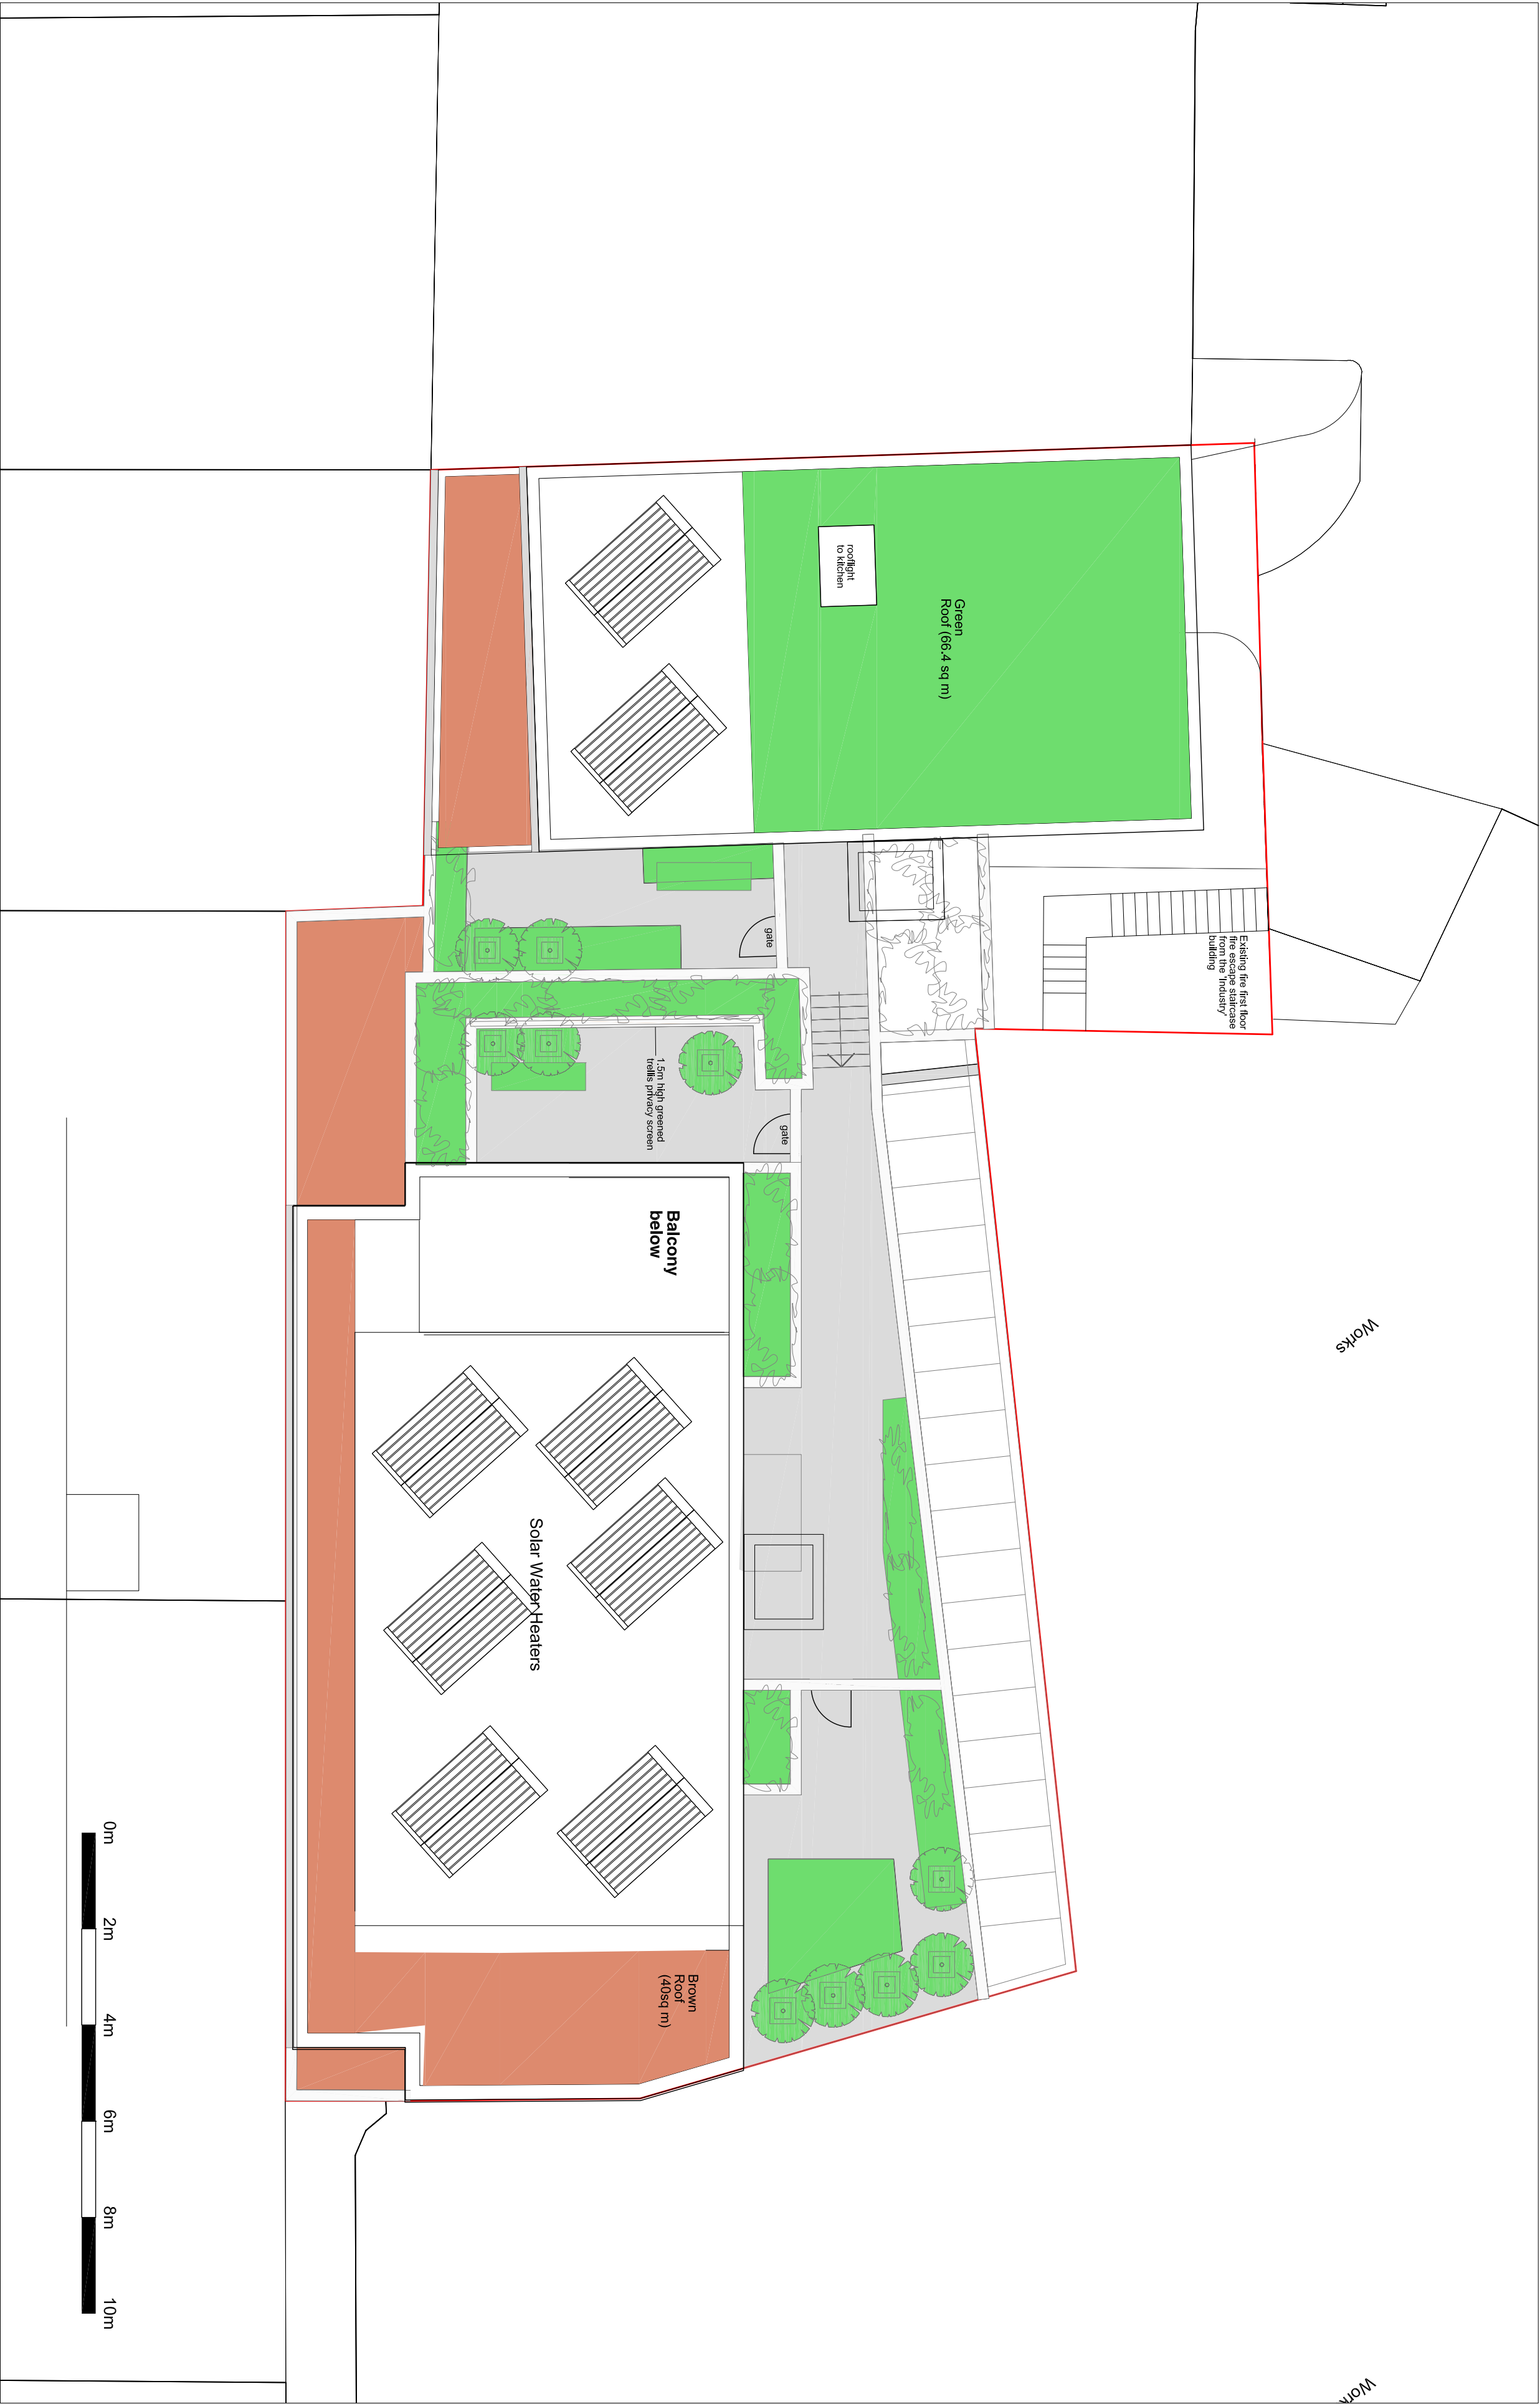 Existing fire first floor
fire escape staircase
from the 'Industry'
building
Green
Roof (66.4 sq m)
rooflight
to kitchen
gate
gate
1.5m high greened
trellis privacy screen
Works
Balcony
below
Solar Water Heaters
Brown
Roof
(40sq m)
0m
2m
4m
6m
8m
10m
Work